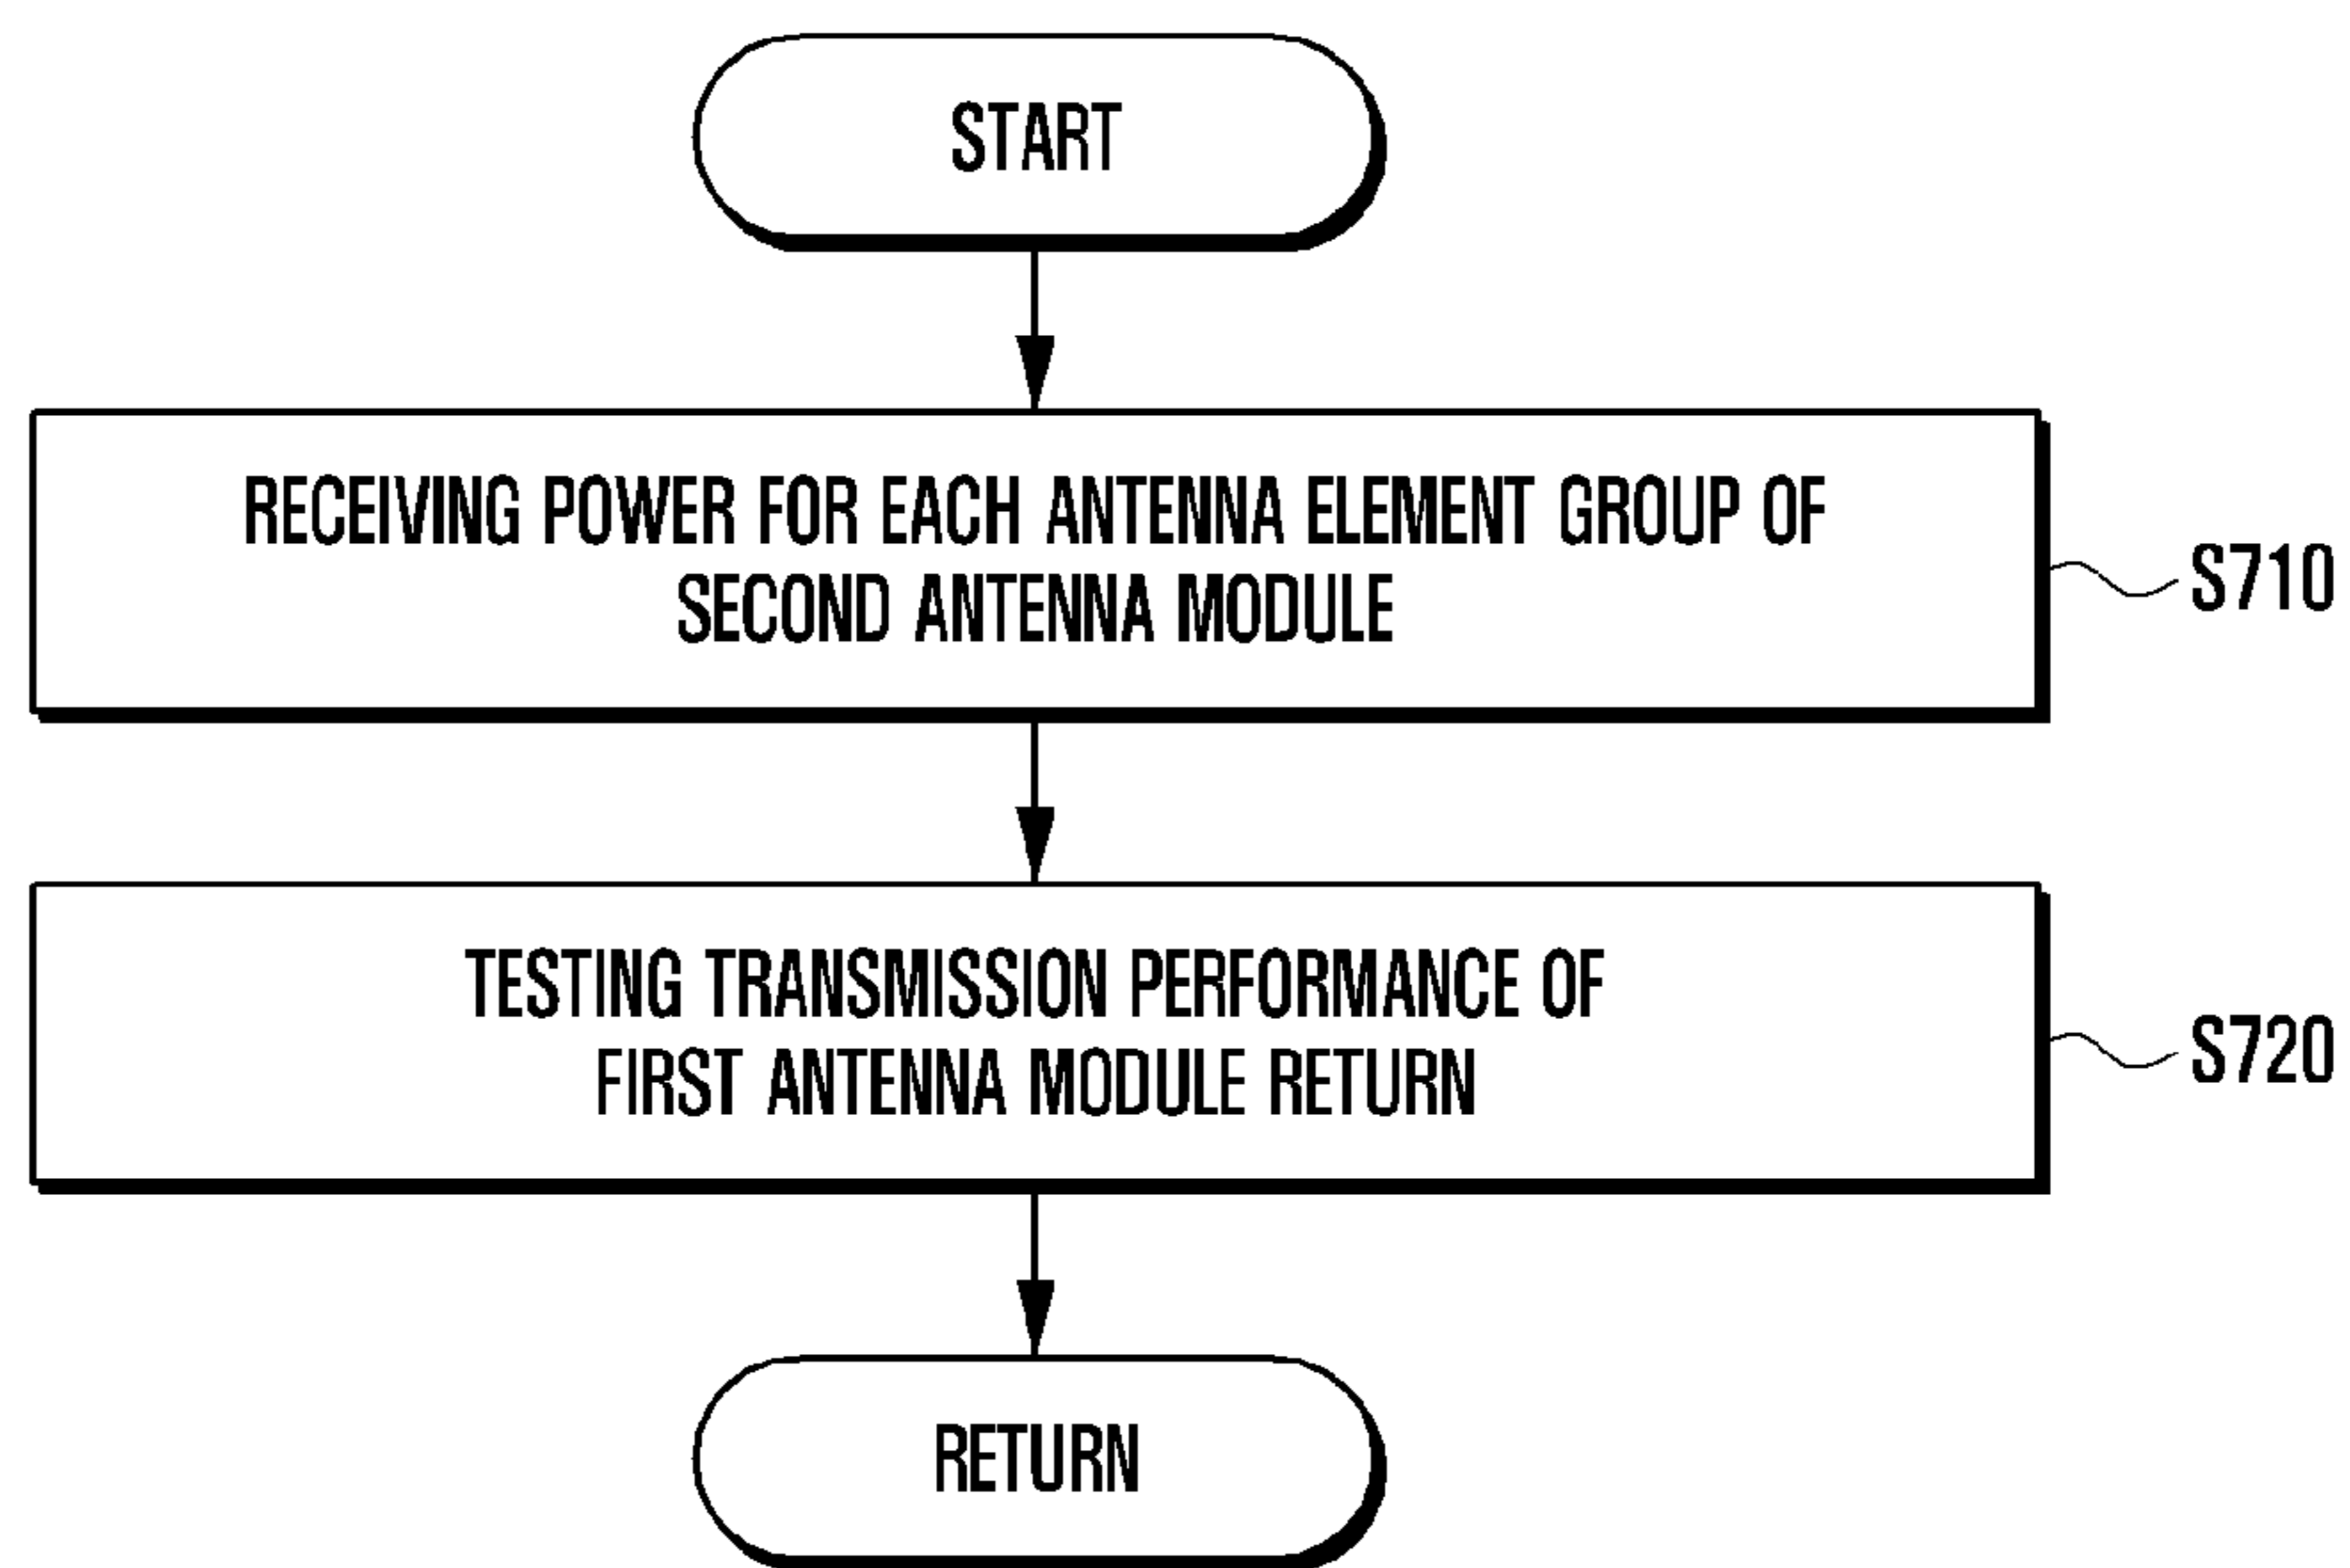 START
RECEIVING POWER FOR EACH ANTENNA ELEMENT GROUP OF
SECOND ANTENNA MODULE
S710
TESTING TRANSMISSION PERFORMANCE OF
FIRST ANTENNA MODULE RETURN
S720
RETURN